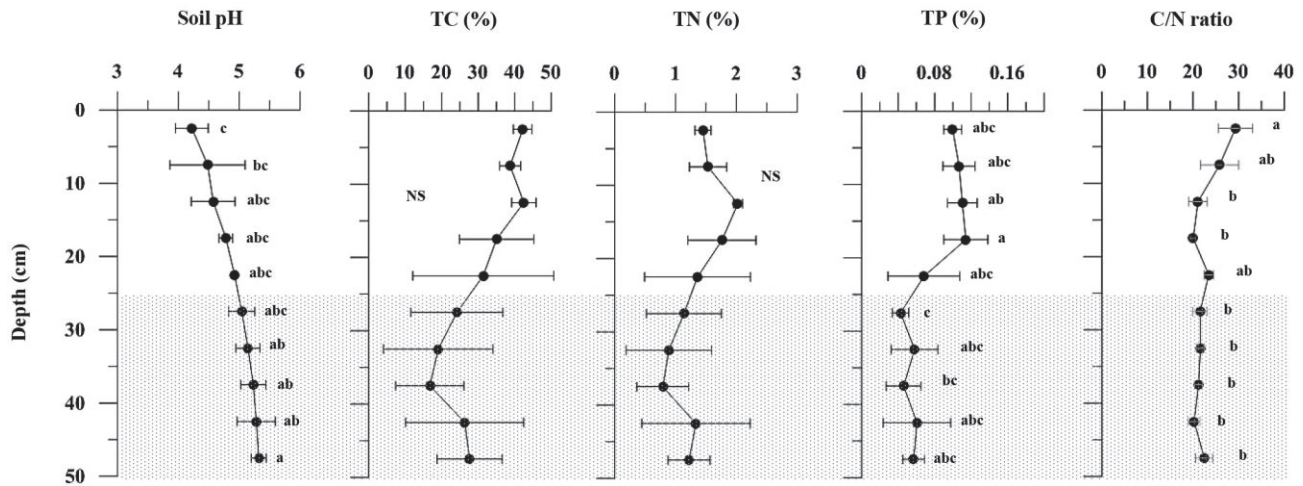 Soil pH TC (%) TN (%) TP (%) C/N ratio
3 4 5 6 0 10 20 30 40 50 0 1 2 3 0 0.08 0.16 0 10 20 30 40
0
c abc a
bc abc ab
NS NS
10
abc ab b
abc a b
20
abc abc ab
Depth (cm)
abc c b
30
ab abc b
ab bc b
40
ab abc b
a abc b
50